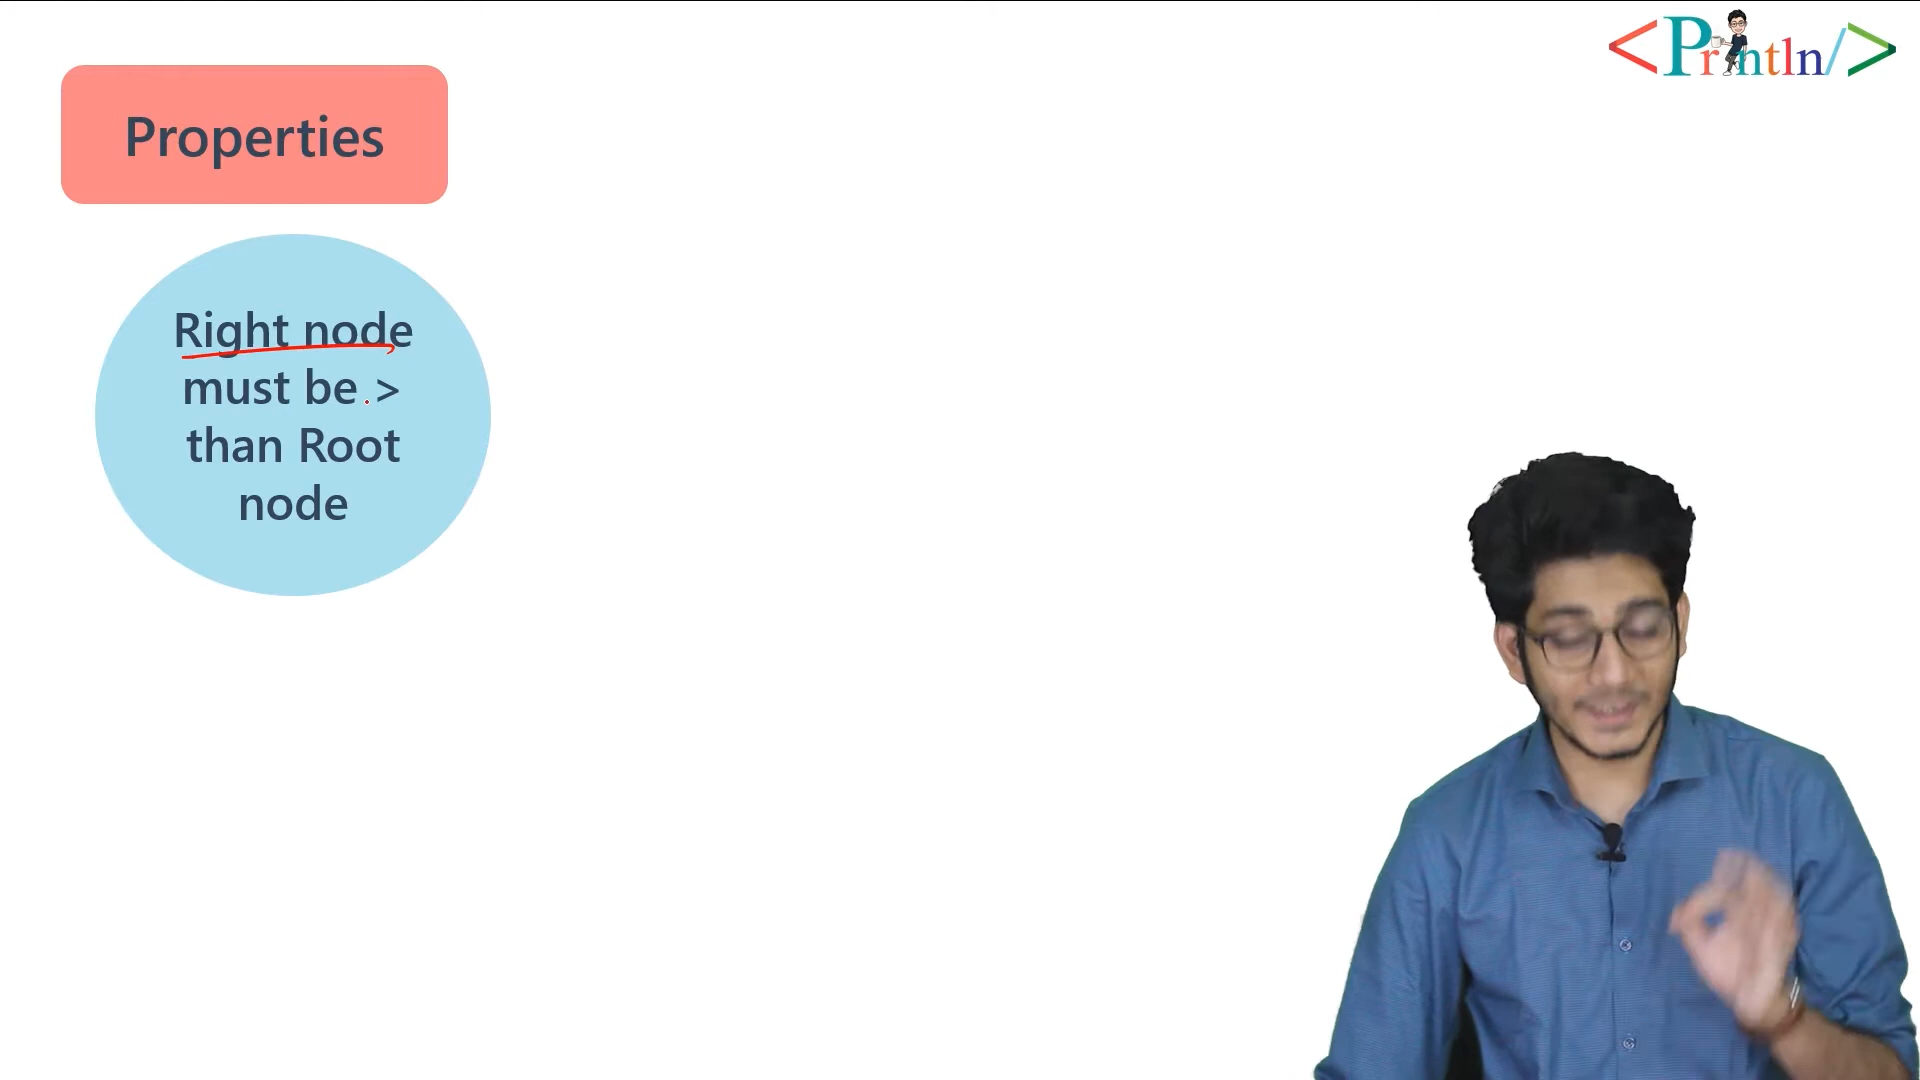 <Println/>
Properties
Right node
must be >
than Root
node